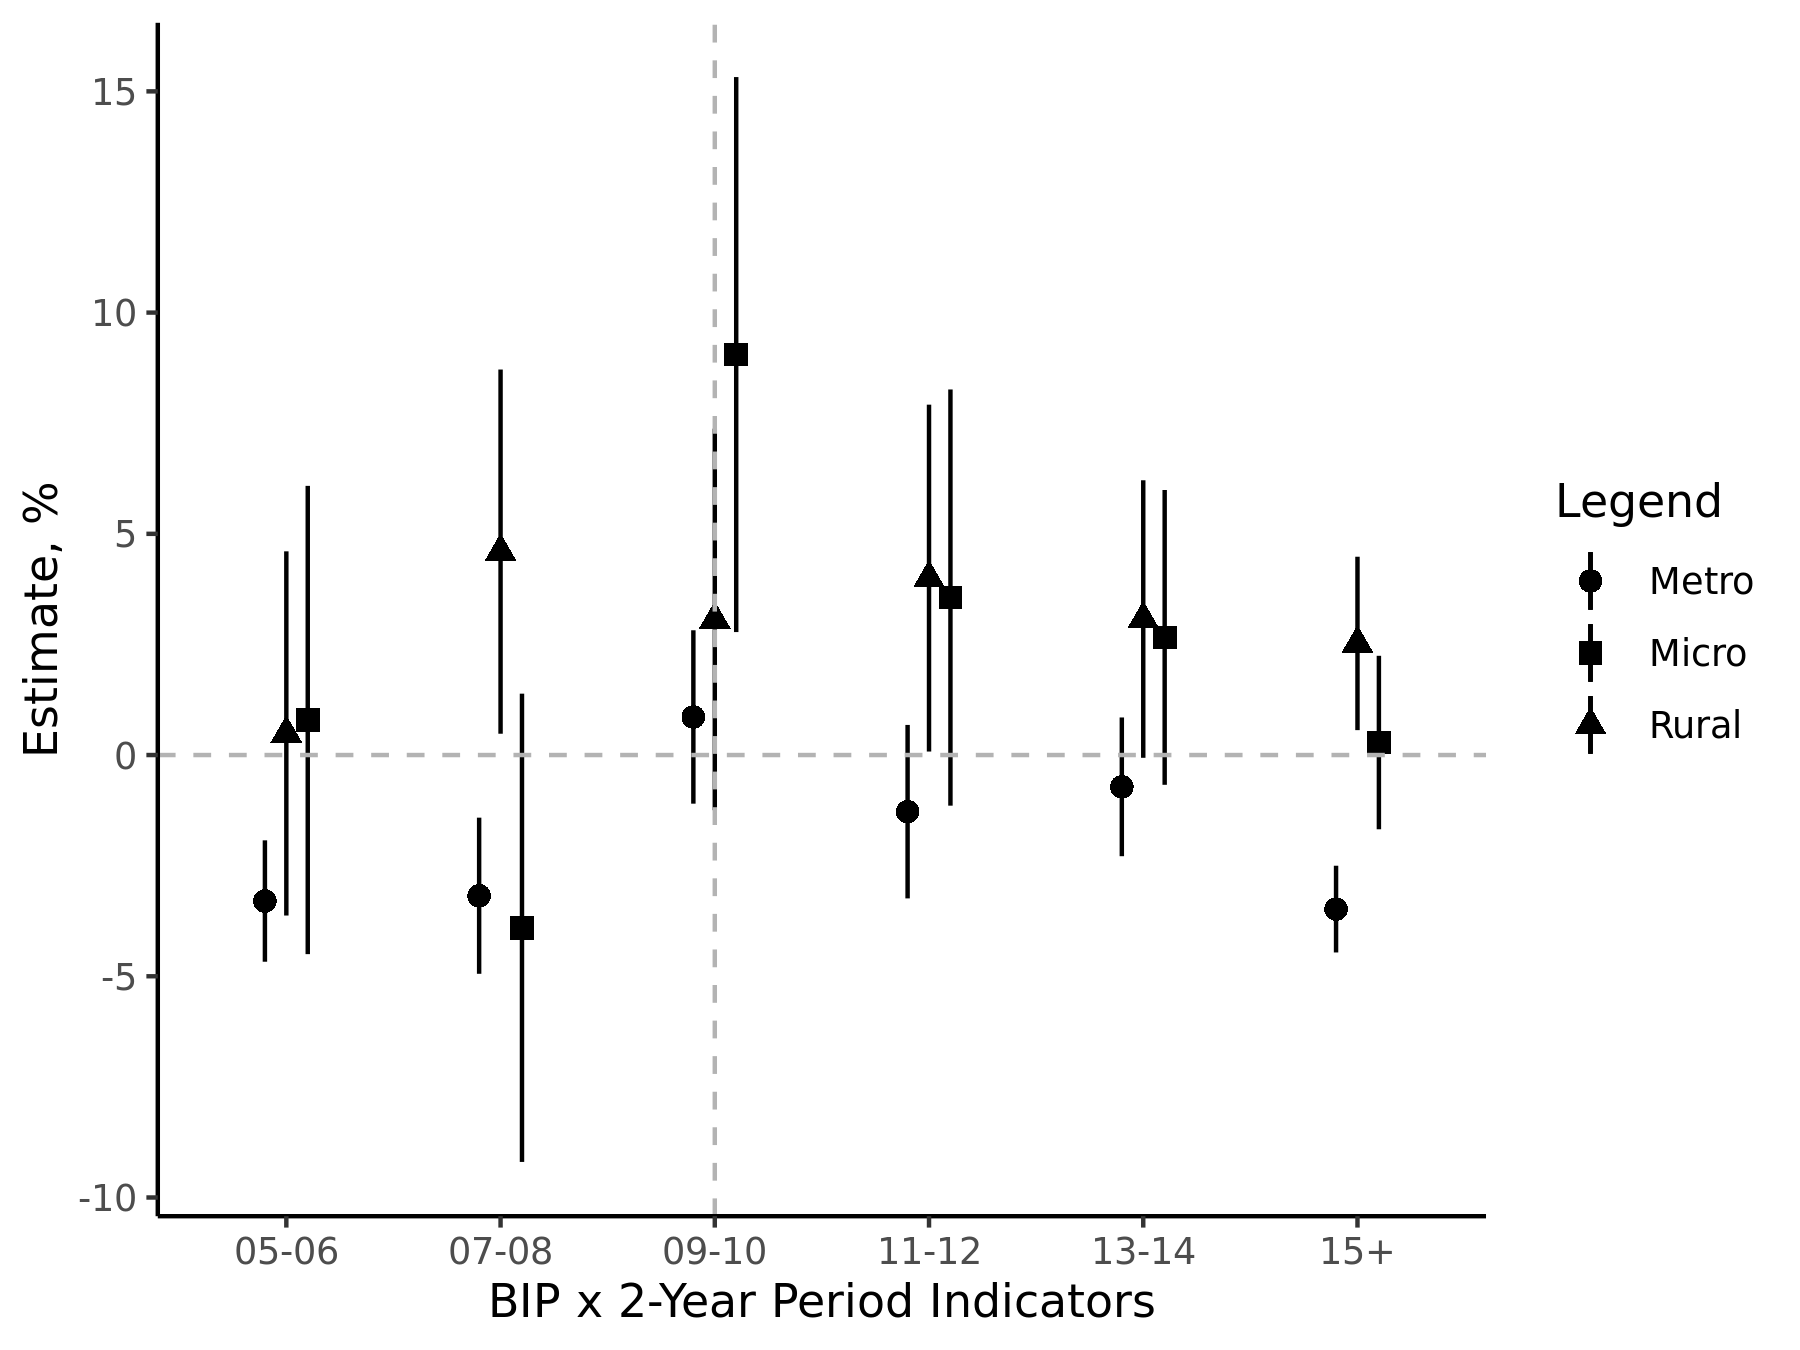 Estimate, %
15
10
5
0
-5
-10
05-06
07-08
09-10
11-12
13-14
15+
BIP x 2-Year Period Indicators
Legend
Metro
Micro
Rural